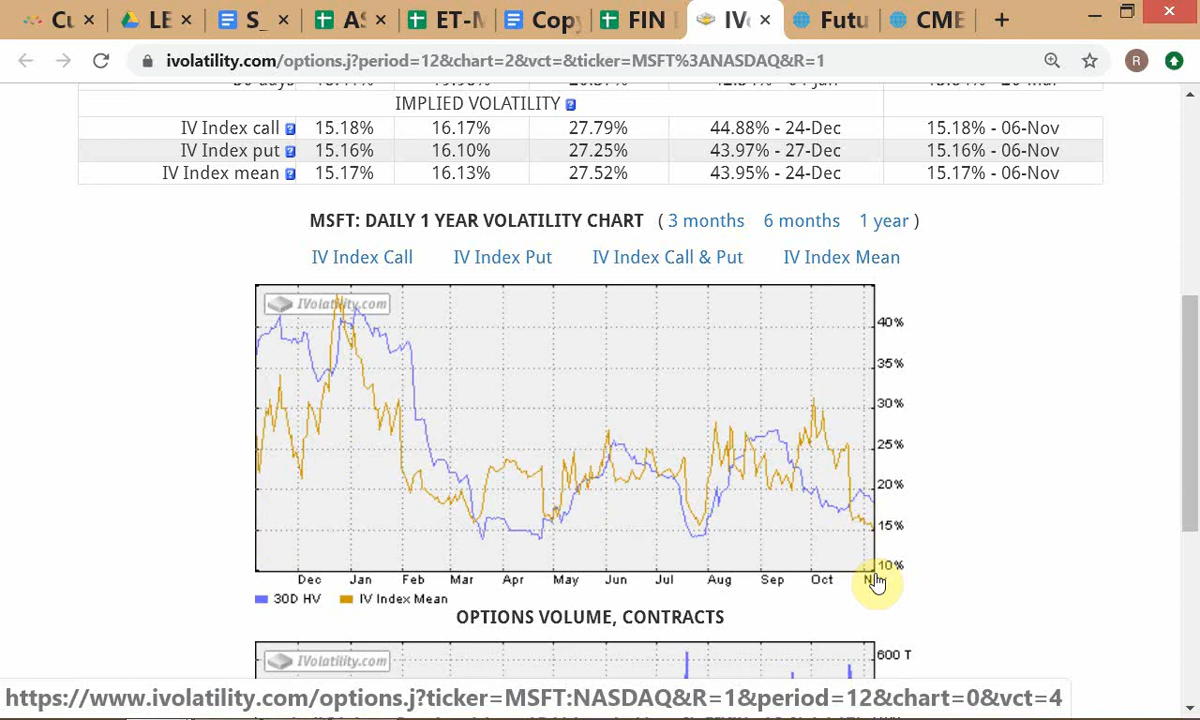 Cu
LE
S_
AS
ET-M
Copy
FIN
IVo
Futu
CME
ivolatility.com/options.j?period=12&chart=2&vct=&ticker=MSFT%3ANASDAQ&R=1
R
IMPLIED VOLATILITY ?
IV Index call ? 15.18% 16.17% 27.79% 44.88% - 24-Dec 15.18% - 06-Nov
IV Index put ? 15.16% 16.10% 27.25% 43.97% - 27-Dec 15.16% - 06-Nov
IV Index mean ? 15.17% 16.13% 27.52% 43.95% - 24-Dec 15.17% - 06-Nov
MSFT: DAILY 1 YEAR VOLATILITY CHART ( 3 months 6 months 1 year )
IV Index Call IV Index Put IV Index Call & Put IV Index Mean
IVolatility.com
40%
35%
30%
25%
20%
15%
10%
Dec Jan Feb Mar Apr May Jun Jul Aug Sep Oct
30D HV IV Index Mean
OPTIONS VOLUME, CONTRACTS
IVolatility.com
600 T
https://www.ivolatility.com/options.j?ticker=MSFT:NASDAQ&R=1&period=12&chart=0&vct=4